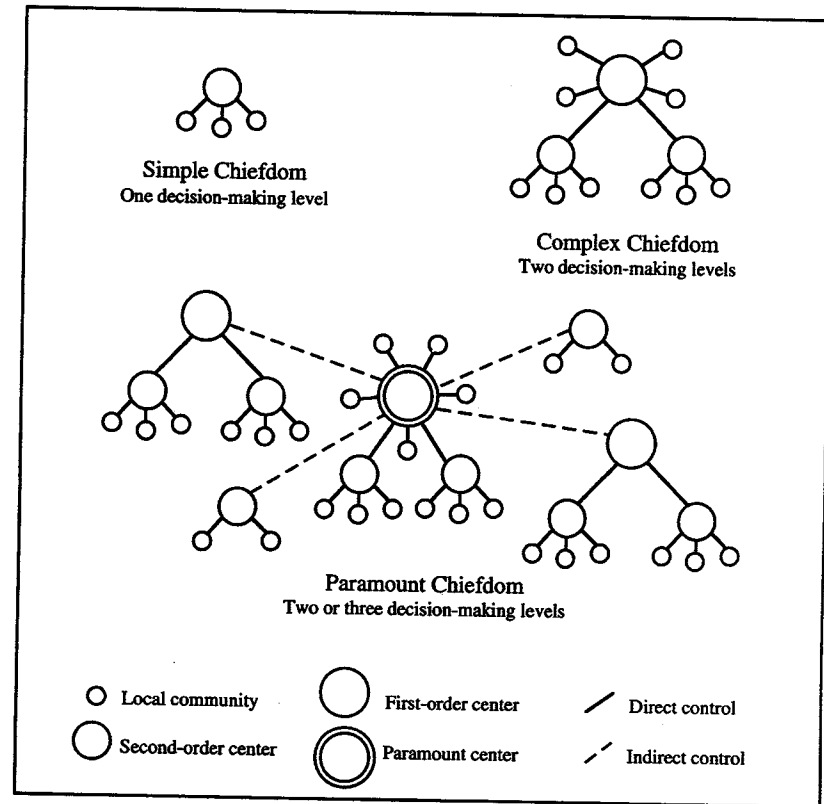 Simple Chiefdom
One decision-making level
Complex Chiefdom
Two decision-making levels
Paramount Chiefdom
Two or three decision-making levels
Local community
First-order center
Direct control
Second-order center
Paramount center
Indirect control